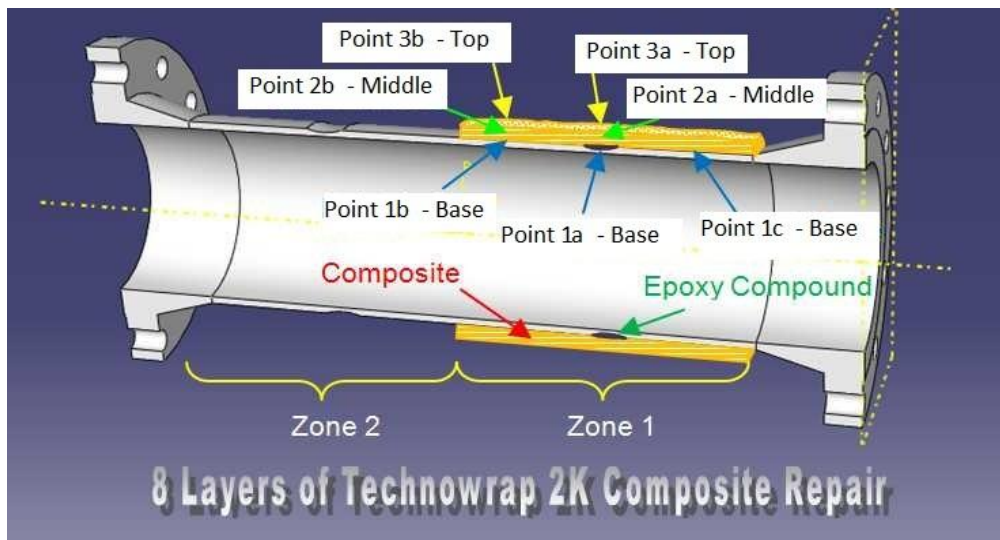 Point 3b - Top
Point 3a - Top
Point 2b - Middle
Point 2a - Middle
Point 1b - Base
Point 1a - Base
Point 1c - Base
Composite
Epoxy Compound
Zone 2
Zone 1
8 Layers of Technowrap 2K Composite Repair